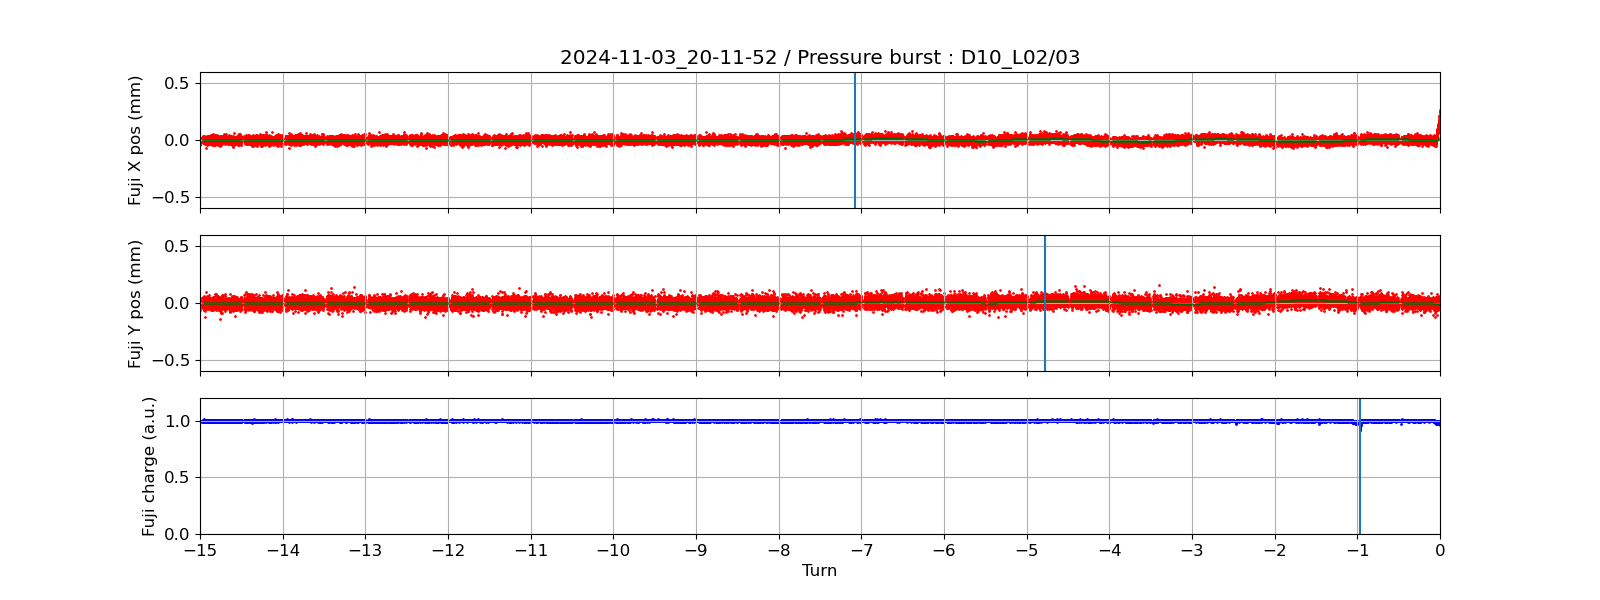 2024-11-03_20-11-52 / Pressure burst : D10_L02/03
Fuji X pos (mm)
0.5
0.0
−0.5
Fuji Y pos (mm)
0.5
0.0
−0.5
Fuji charge (a.u.)
1.0
0.5
0.0
−15 −14 −13 −12 −11 −10 −9 −8 −7 −6 −5 −4 −3 −2 −1 0
Turn